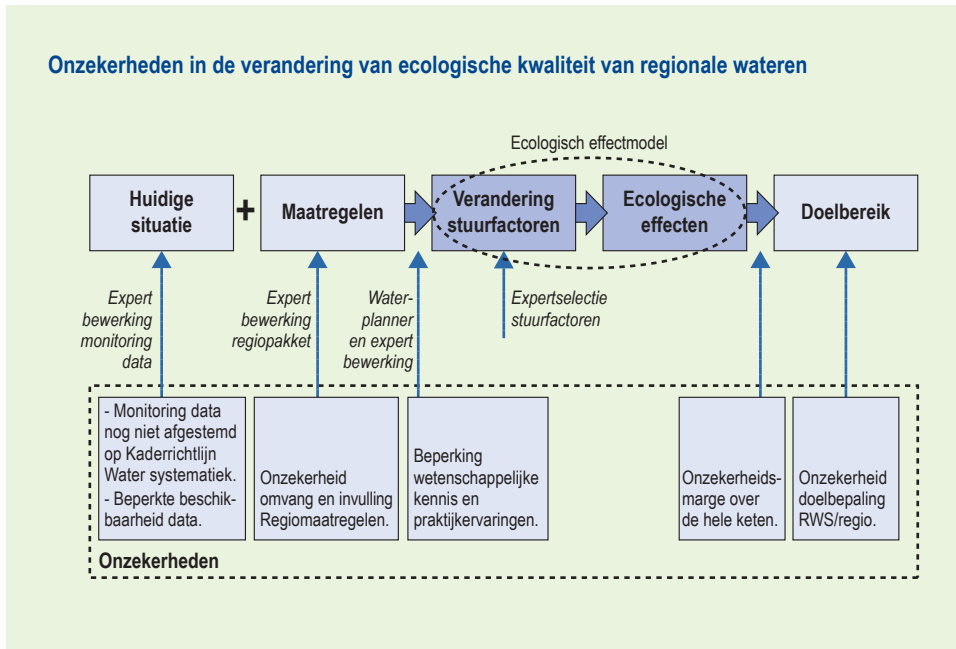 Onzekerheden in de verandering van ecologische kwaliteit van regionale wateren
Ecologisch effectmodel
Huidige
situatie
+
Maatregelen
Verandering
stuurfactoren
Ecologische
effecten
Doelbereik
Expert
bewerking
monitoring
data
Expert
bewerking
regiopakket
Water-
planner
en expert
bewerking
Expertselectie
stuurfactoren
- Monitoring data
nog niet afgestemd
op Kaderrichtlijn
Water systematiek.
- Beperkte beschik-
baarheid data.
Onzekerheid
omvang en invulling
Regiomaatregelen.
Beperking
wetenschappelijke
kennis en
praktijkervaringen.
Onzekerheids-
marge over
de hele keten.
Onzekerheid
doelbepaling
RWS/regio.
Onzekerheden